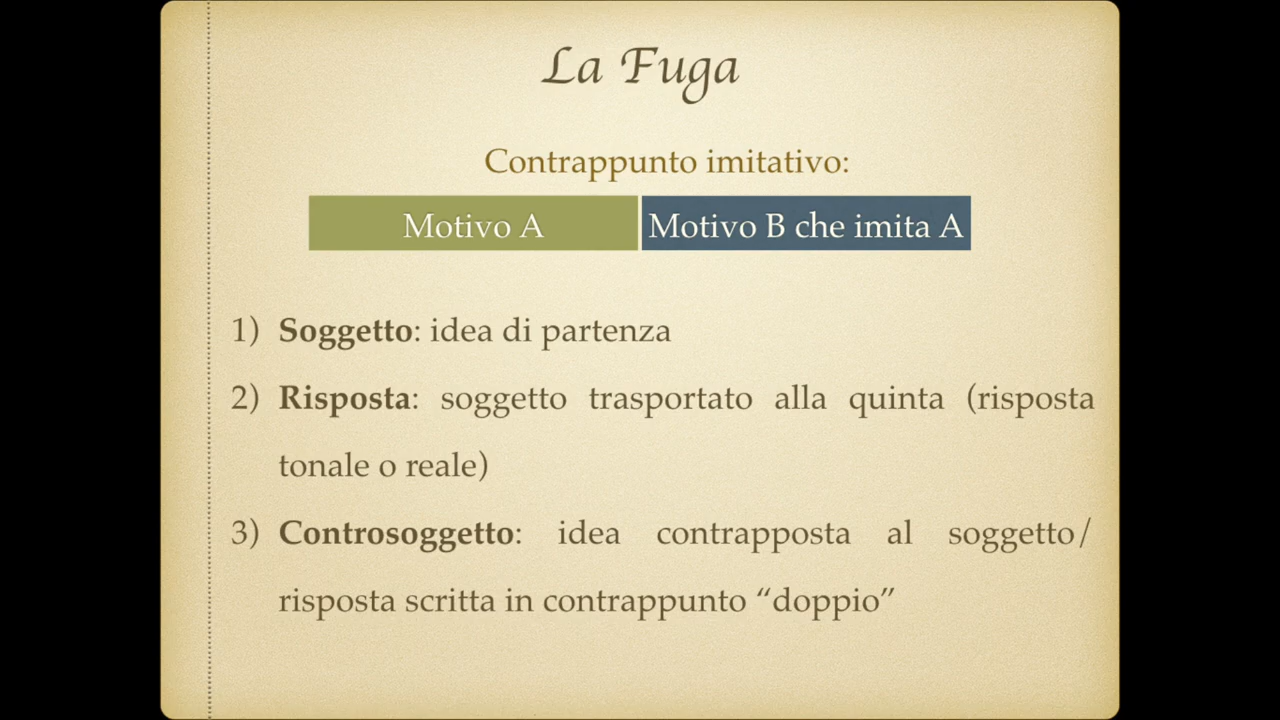 La Fuga
Contrappunto imitativo:
Motivo A
Motivo B che imita A
1) Soggetto: idea di partenza
2) Risposta: soggetto trasportato alla quinta (risposta
tonale o reale)
3) Controsoggetto: idea contrapposta al soggetto/
risposta scritta in contrappunto “doppio”